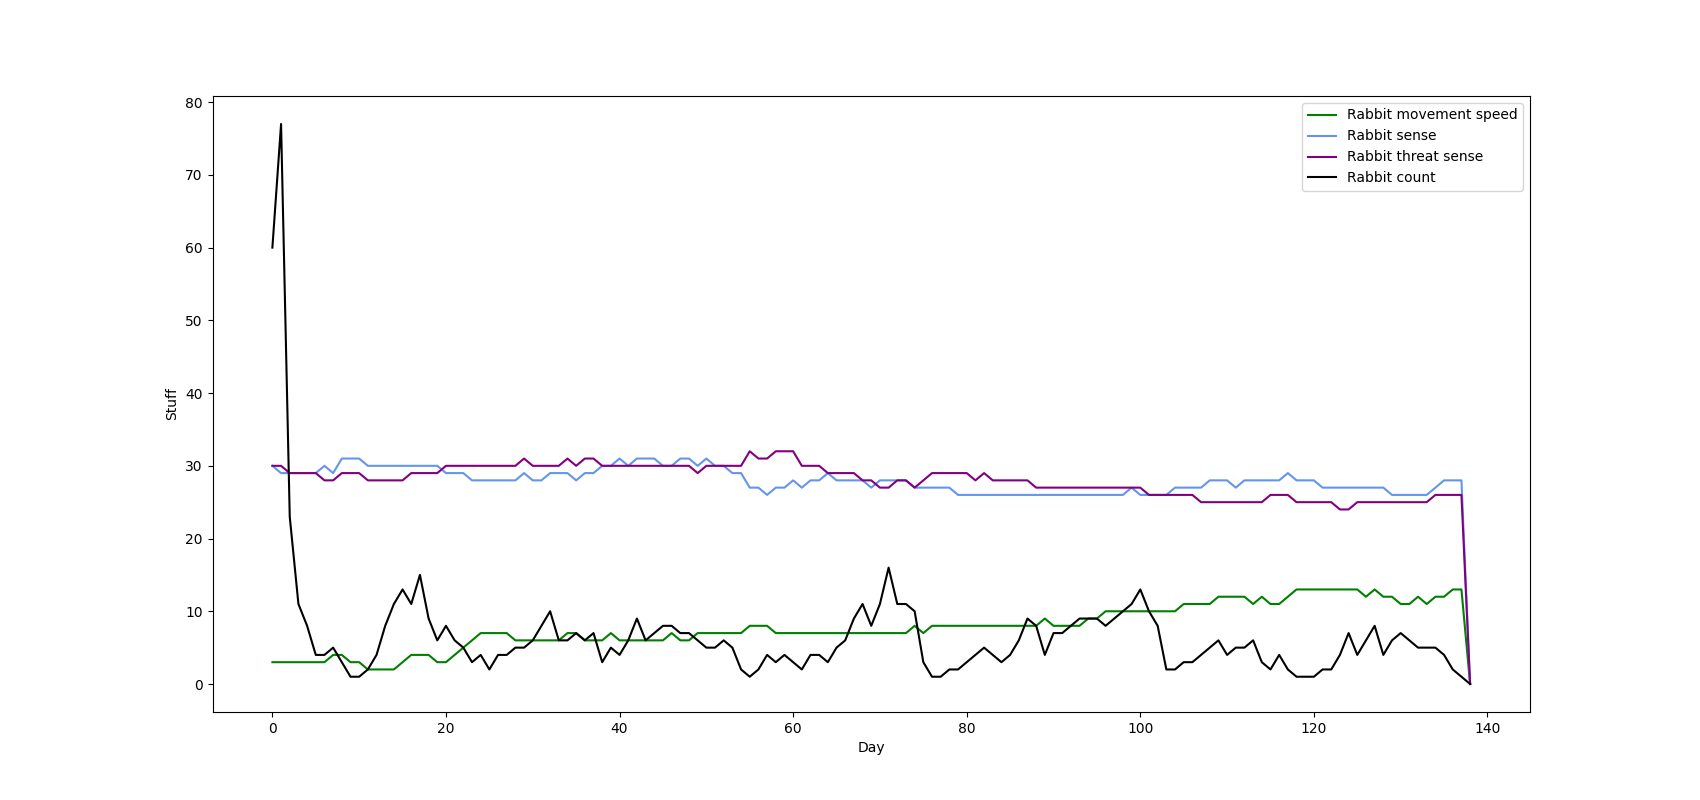 Rabbit movement speed
Rabbit sense
Rabbit threat sense
Rabbit count
80
70
60
50
40
30
20
10
0
Stuff
0 20 40 60 80 100 120 140
Day